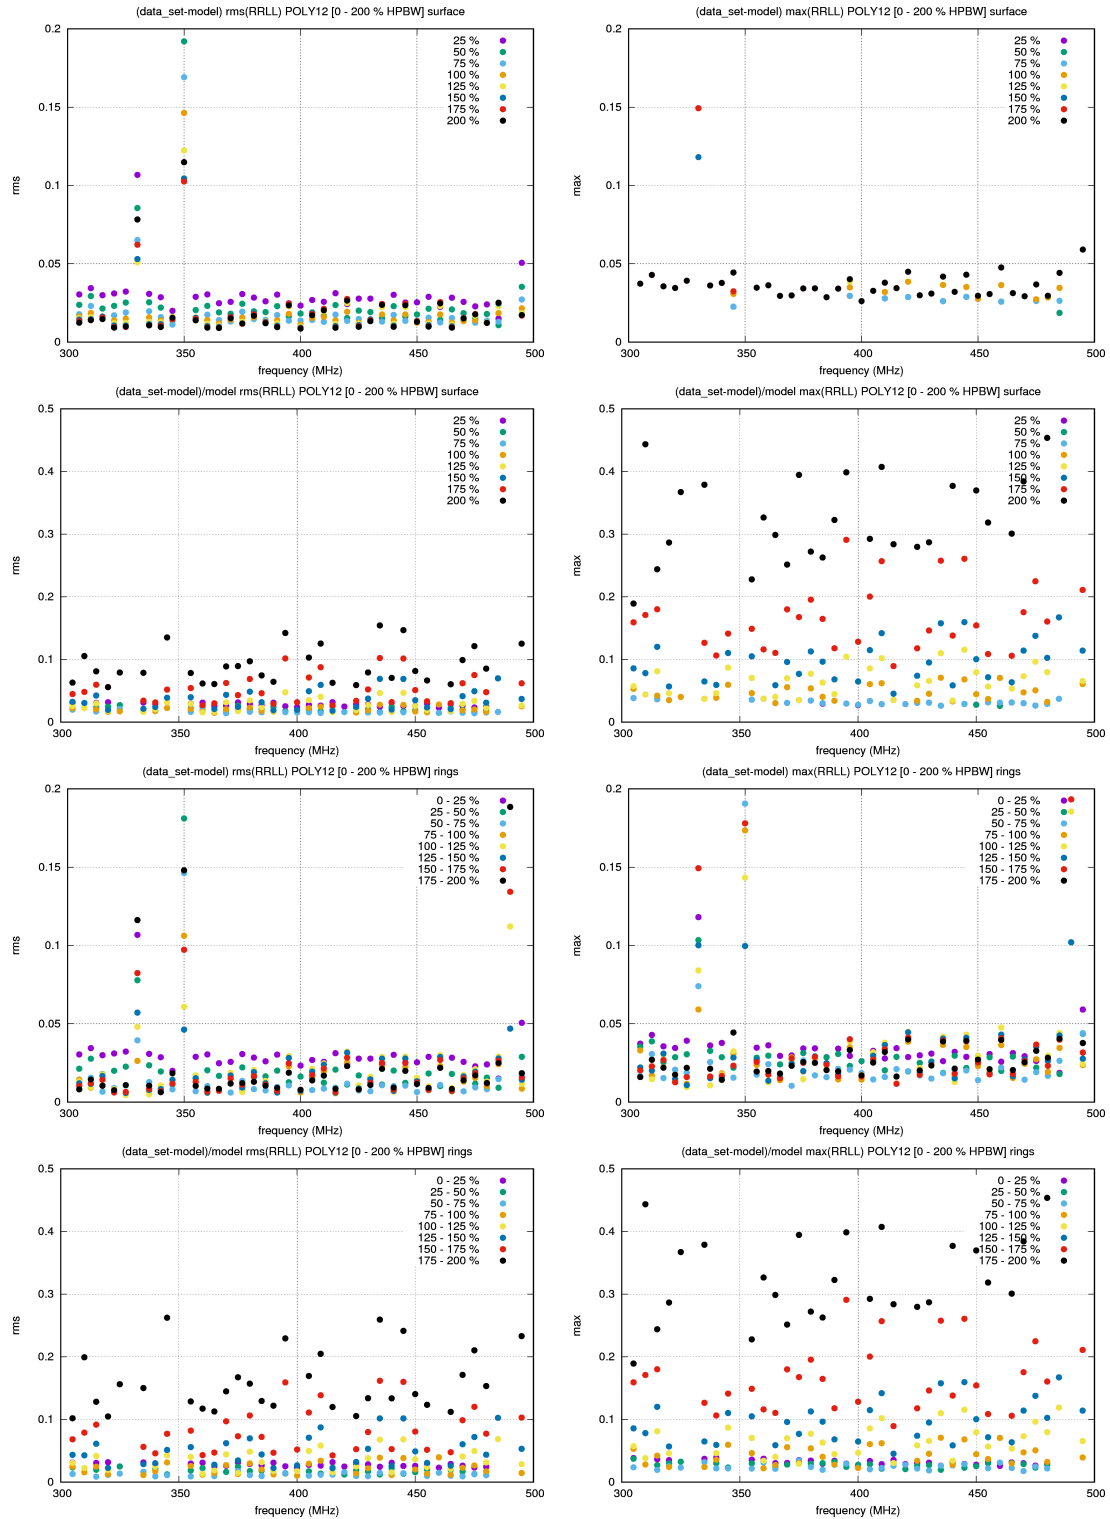 (data_set-model) rms(RRLL) POLY12 [0 - 200 % HPBW] surface
0.2
0.15
0.1
0.05
0
rms
25 %
50 %
75 %
100 %
125 %
150 %
175 %
200 %
300
350
400
450
500
frequency (MHz)
(data_set-model) max(RRLL) POLY12 [0 - 200 % HPBW] surface
0.2
0.15
0.1
0.05
0
max
25 %
50 %
75 %
100 %
125 %
150 %
175 %
200 %
300
350
400
450
500
frequency (MHz)
(data_set-model)/model rms(RRLL) POLY12 [0 - 200 % HPBW] surface
0.5
0.4
0.3
0.2
0.1
0
rms
25 %
50 %
75 %
100 %
125 %
150 %
175 %
200 %
300
350
400
450
500
frequency (MHz)
(data_set-model)/model max(RRLL) POLY12 [0 - 200 % HPBW] surface
0.5
0.4
0.3
0.2
0.1
0
max
25 %
50 %
75 %
100 %
125 %
150 %
175 %
200 %
300
350
400
450
500
frequency (MHz)
(data_set-model) rms(RRLL) POLY12 [0 - 200 % HPBW] rings
0.2
0.15
0.1
0.05
0
rms
0 - 25 %
25 - 50 %
50 - 75 %
75 - 100 %
100 - 125 %
125 - 150 %
150 - 175 %
175 - 200 %
300
350
400
450
500
frequency (MHz)
(data_set-model) max(RRLL) POLY12 [0 - 200 % HPBW] rings
0.2
0.15
0.1
0.05
0
max
0 - 25 %
25 - 50 %
50 - 75 %
75 - 100 %
100 - 125 %
125 - 150 %
150 - 175 %
175 - 200 %
300
350
400
450
500
frequency (MHz)
(data_set-model)/model rms(RRLL) POLY12 [0 - 200 % HPBW] rings
0.5
0.4
0.3
0.2
0.1
0
rms
0 - 25 %
25 - 50 %
50 - 75 %
75 - 100 %
100 - 125 %
125 - 150 %
150 - 175 %
175 - 200 %
300
350
400
450
500
frequency (MHz)
(data_set-model)/model max(RRLL) POLY12 [0 - 200 % HPBW] rings
0.5
0.4
0.3
0.2
0.1
0
max
0 - 25 %
25 - 50 %
50 - 75 %
75 - 100 %
100 - 125 %
125 - 150 %
150 - 175 %
175 - 200 %
300
350
400
450
500
frequency (MHz)